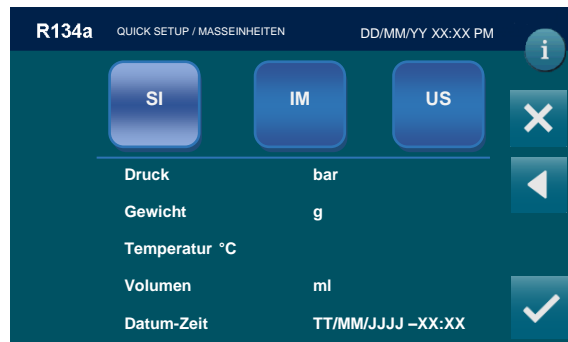 R134a QUICK SETUP / MASSEINHEITEN DD/MM/YY XX:XX PM
i
SI IM US
Druck bar
Gewicht g
Temperatur °C
Volumen ml
Datum-Zeit TT/MM/JJJJ –XX:XX